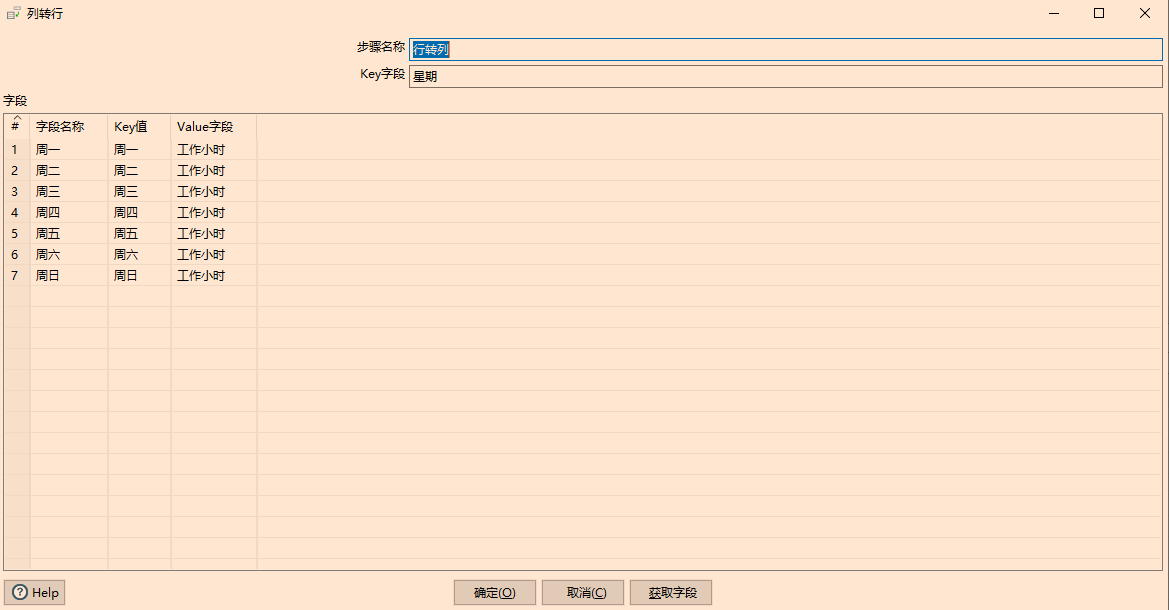 列转行
步骤名称 行转列
Key字段 星期
字段
# 字段名称 Key值 Value字段
1 周一 周一 工作小时
2 周二 周二 工作小时
3 周三 周三 工作小时
4 周四 周四 工作小时
5 周五 周五 工作小时
6 周六 周六 工作小时
7 周日 周日 工作小时
Help 确定(O) 取消(C) 获取字段